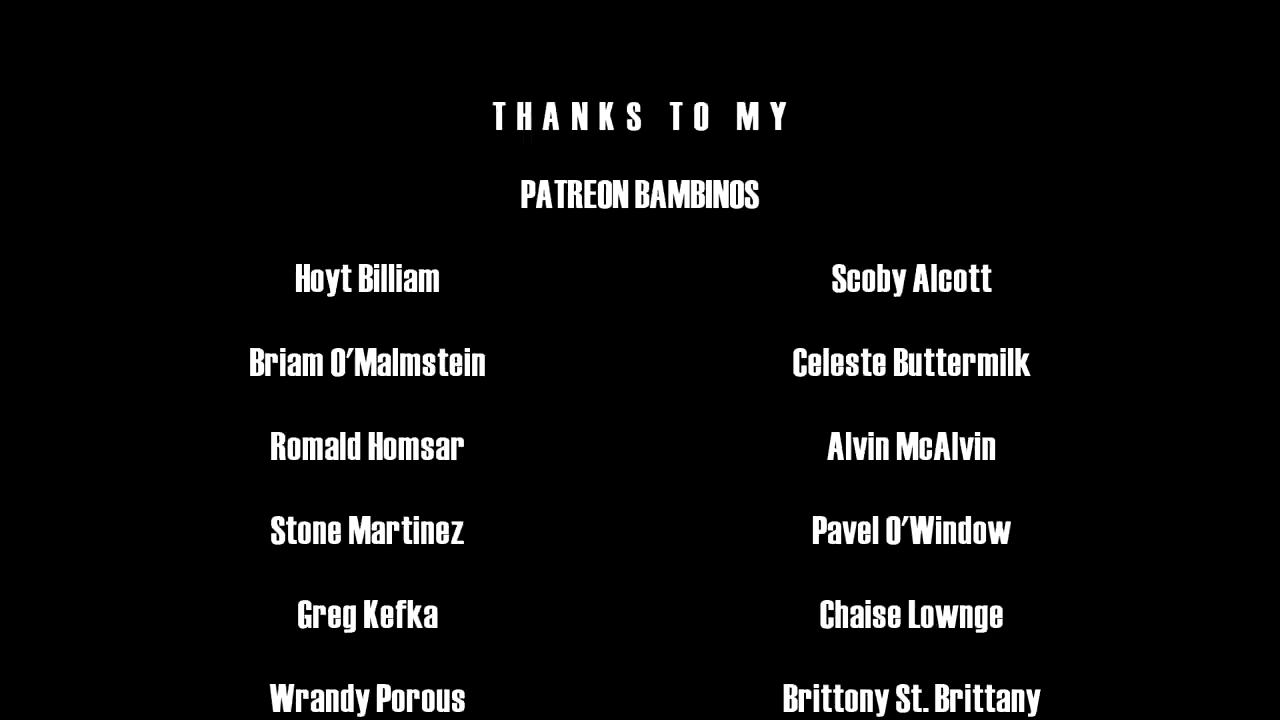 THANKS TO MY
PATREON BAMBINOS
Hoyt Billiam Scoby Alcott
Briam O'Malmstein Celeste Buttermilk
Romald Homsar Alvin McAlvin
Stone Martinez Pavel O'Window
Greg Kefka Chaise Lownge
Wrandy Porous Brittony St. Brittany